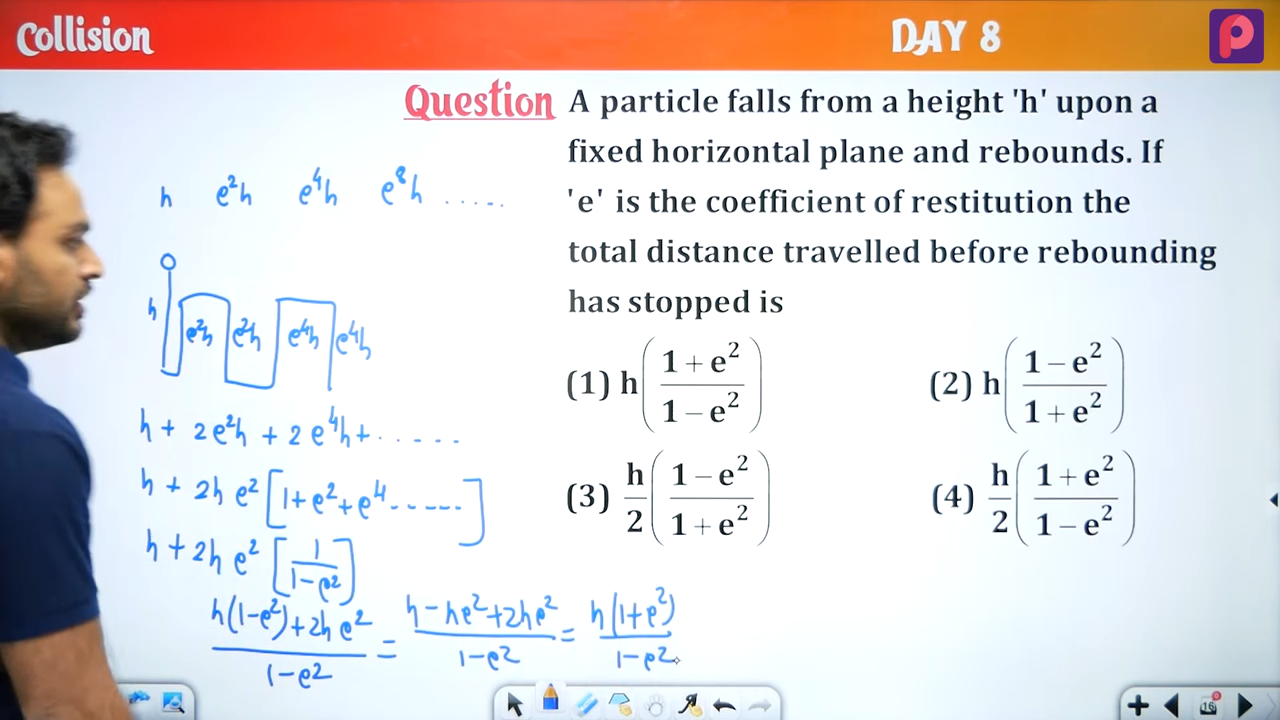 Collision
DAY 8
Question A particle falls from a height 'h' upon a
fixed horizontal plane and rebounds. If
'e' is the coefficient of restitution the
total distance travelled before rebounding
has stopped is
(1) h((1 + e²)/(1 − e²))
(2) h((1 − e²)/(1 + e²))
(3) h/2((1 − e²)/(1 + e²))
(4) h/2((1 + e²)/(1 − e²))
h e²h e⁴h e⁸h .....
h e²h e²h e⁴h e⁴h
h + 2e²h + 2e⁴h + ......
h + 2h e² [1+e²+e⁴ ......]
h + 2h e² [1/(1−e²)]
(h(1−e²)+2he²)/(1−e²) = (h−he²+2he²)/(1−e²) = h(1+e²)/(1−e²)
16